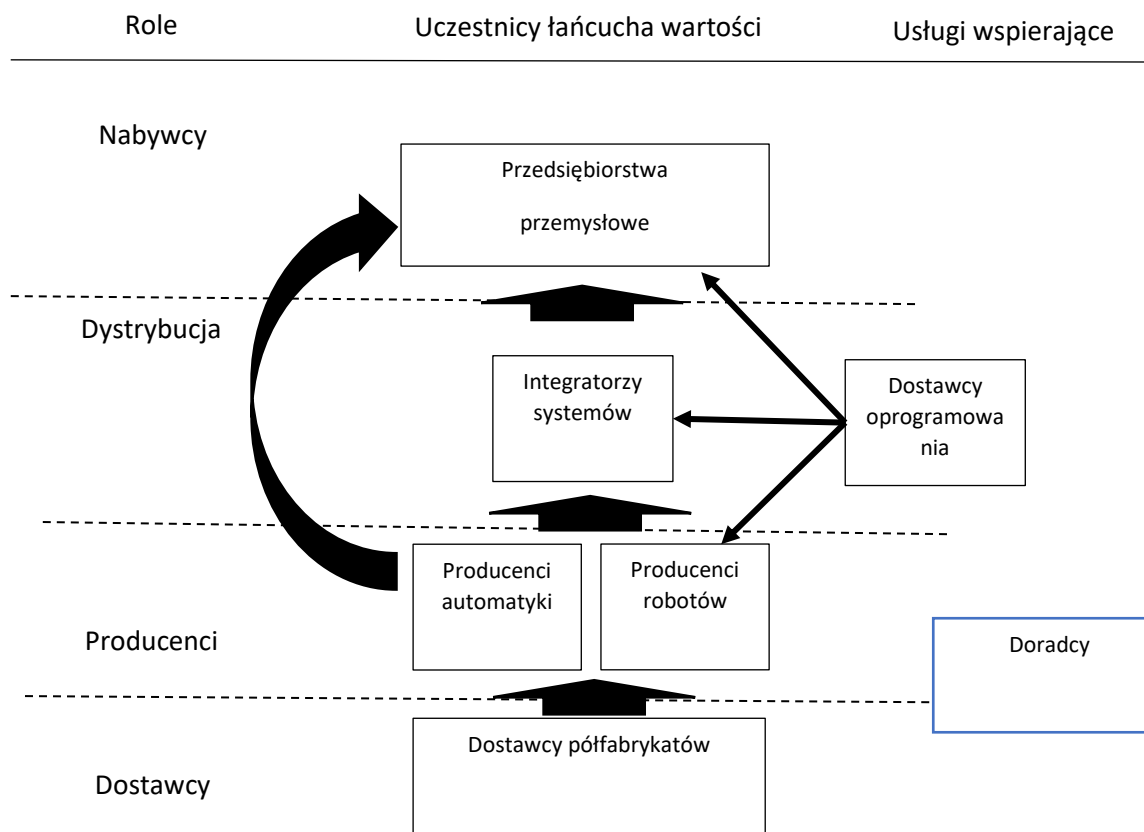 Role
Uczestnicy łańcucha wartości
Usługi wspierające
Nabywcy
Przedsiębiorstwa
przemysłowe
Dystrybucja
Integratorzy
systemów
Dostawcy
oprogramowa
nia
Producenci
automatyki
Producenci
robotów
Producenci
Doradcy
Dostawcy półfabrykatów
Dostawcy